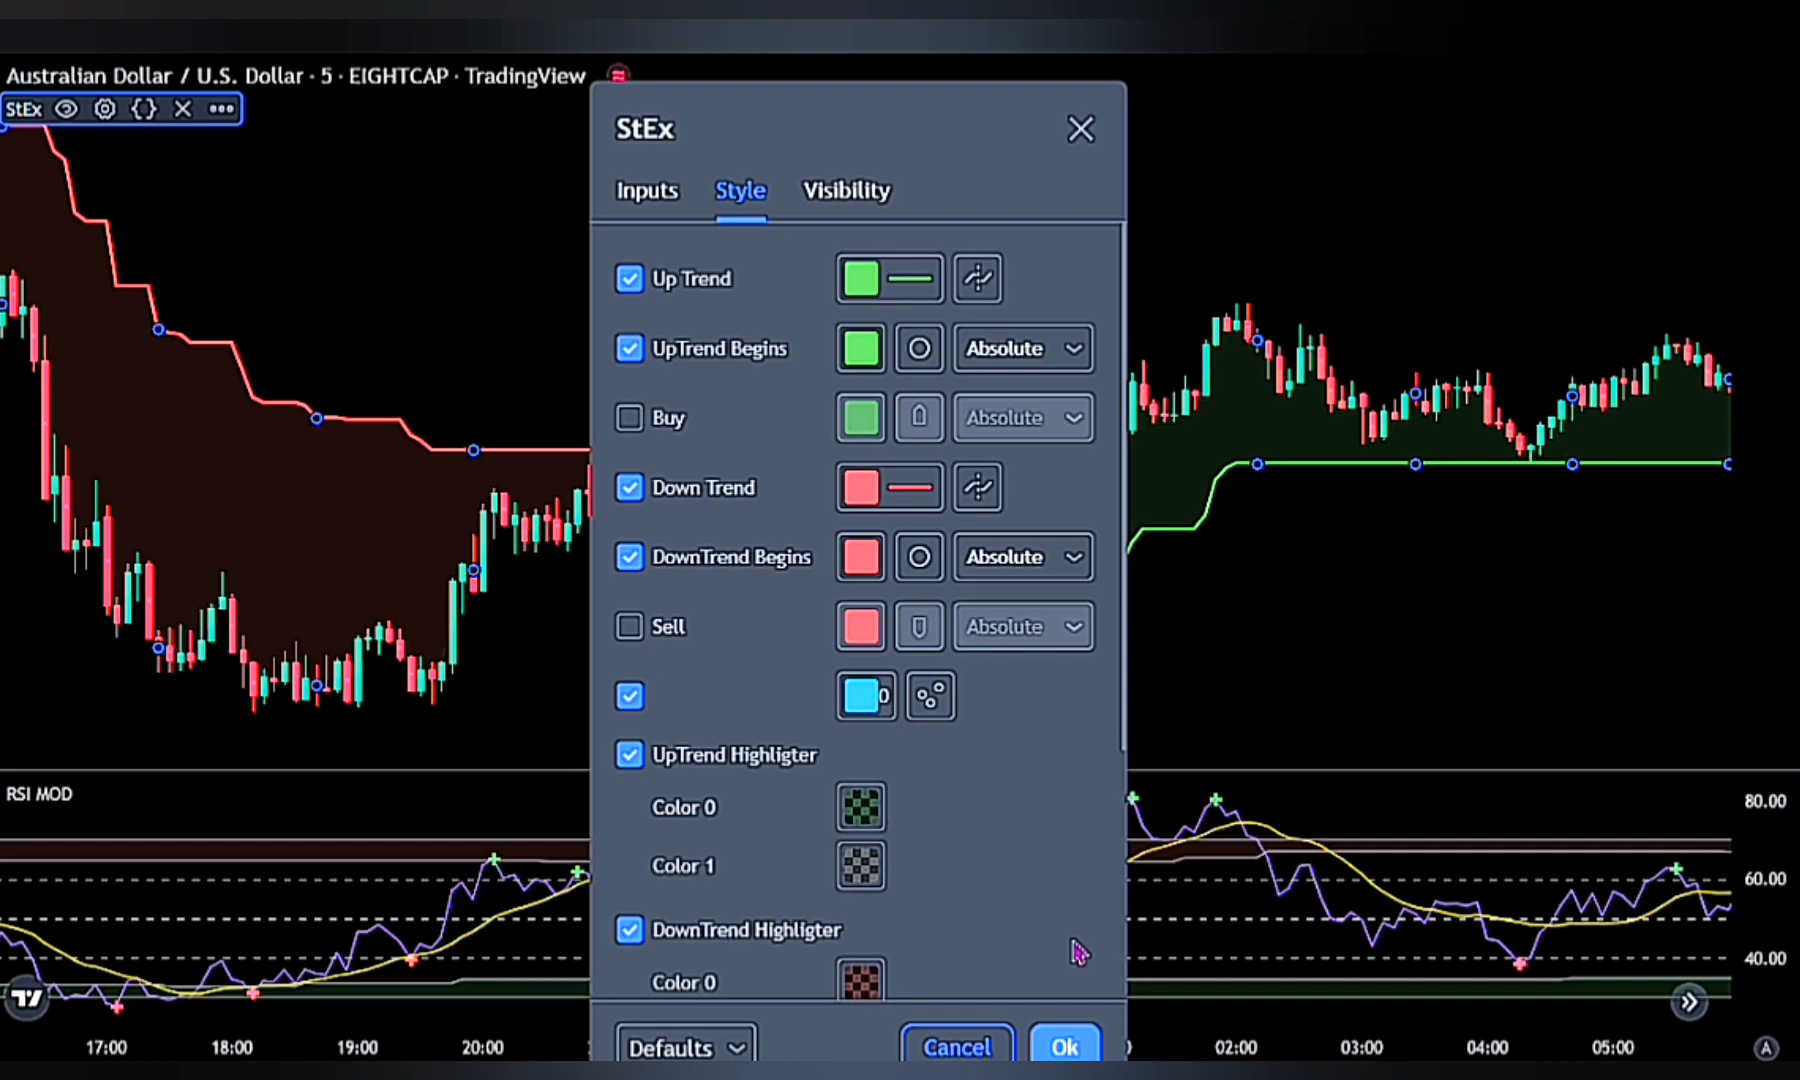 Australian Dollar / U.S. Dollar · 5 · EIGHTCAP · TradingView
StEx
StEx
Inputs Style Visibility
Up Trend
UpTrend Begins Absolute
Buy Absolute
Down Trend
DownTrend Begins Absolute
Sell Absolute
0
UpTrend Highligter
Color 0
Color 1
DownTrend Highligter
Color 0
Defaults Cancel Ok
RSI MOD
80.00
60.00
40.00
17:00 18:00 19:00 20:00 02:00 03:00 04:00 05:00 A